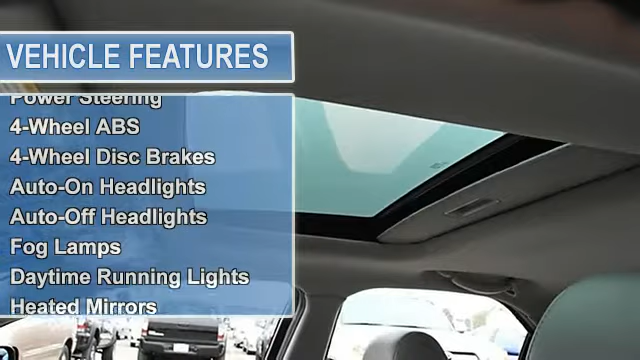 VEHICLE FEATURES
Power Steering
4-Wheel ABS
4-Wheel Disc Brakes
Auto-On Headlights
Auto-Off Headlights
Fog Lamps
Daytime Running Lights
Heated Mirrors